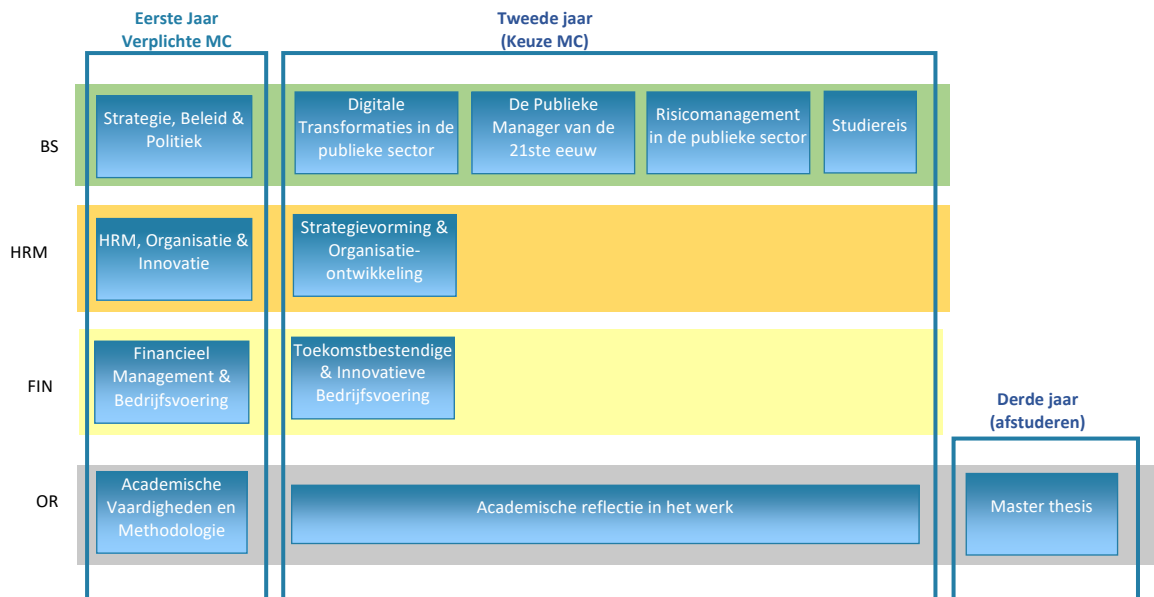 Eerste Jaar
Verplichte MC
Tweede jaar
(Keuze MC)
BS
Strategie, Beleid &
Politiek
Digitale
Transformaties in de
publieke sector
De Publieke
Manager van de
21ste eeuw
Risicomanagement
in de publieke sector
Studiereis
HRM
HRM, Organisatie &
Innovatie
Strategievorming &
Organisatie-
ontwikkeling
FIN
Financieel
Management &
Bedrijfsvoering
Toekomstbestendige
& Innovatieve
Bedrijfsvoering
Derde jaar
(afstuderen)
OR
Academische
Vaardigheden en
Methodologie
Academische reflectie in het werk
Master thesis